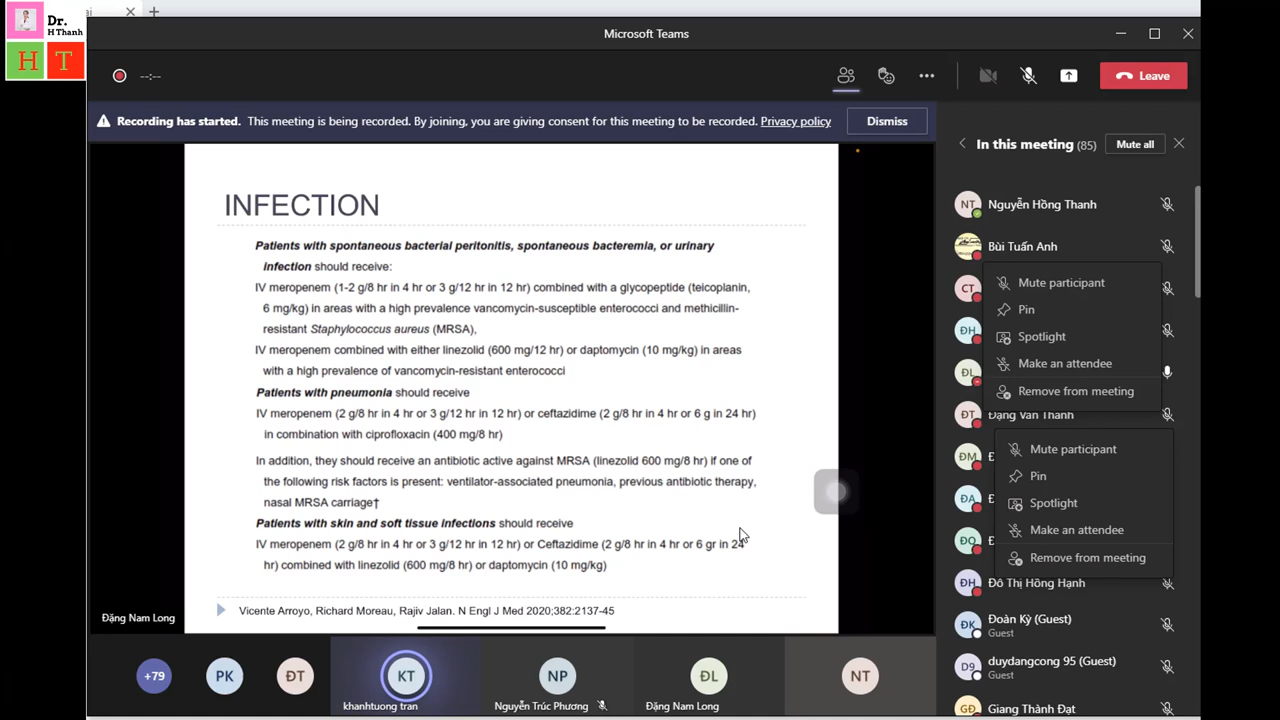 Dr.
H Thanh
H T
ai
Microsoft Teams
--:--
Leave
Recording has started. This meeting is being recorded. By joining, you are giving consent for this meeting to be recorded. Privacy policy
Dismiss
INFECTION
Patients with spontaneous bacterial peritonitis, spontaneous bacteremia, or urinary
infection should receive:
IV meropenem (1-2 g/8 hr in 4 hr or 3 g/12 hr in 12 hr) combined with a glycopeptide (teicoplanin,
6 mg/kg) in areas with a high prevalence vancomycin-susceptible enterococci and methicillin-
resistant Staphylococcus aureus (MRSA),
IV meropenem combined with either linezolid (600 mg/12 hr) or daptomycin (10 mg/kg) in areas
with a high prevalence of vancomycin-resistant enterococci
Patients with pneumonia should receive
IV meropenem (2 g/8 hr in 4 hr or 3 g/12 hr in 12 hr) or ceftazidime (2 g/8 hr in 4 hr or 6 g in 24 hr)
in combination with ciprofloxacin (400 mg/8 hr)
In addition, they should receive an antibiotic active against MRSA (linezolid 600 mg/8 hr) if one of
the following risk factors is present: ventilator-associated pneumonia, previous antibiotic therapy,
nasal MRSA carriage†
Patients with skin and soft tissue infections should receive
IV meropenem (2 g/8 hr in 4 hr or 3 g/12 hr in 12 hr) or Ceftazidime (2 g/8 hr in 4 hr or 6 gr in 24
hr) combined with linezolid (600 mg/8 hr) or daptomycin (10 mg/kg)
Vicente Arroyo, Richard Moreau, Rajiv Jalan. N Engl J Med 2020;382:2137-45
Đặng Nam Long
+79
PK
ĐT
KT
khanhtuong tran
NP
Nguyễn Trúc Phương
ĐL
Đặng Nam Long
NT
In this meeting (85)
Mute all
NT Nguyễn Hồng Thanh
Bùi Tuấn Anh
CT
Mute participant
Pin
ĐH
Spotlight
Make an attendee
ĐL
Remove from meeting
ĐT Đặng Văn Thành
ĐM
Mute participant
Pin
ĐA
Spotlight
Make an attendee
ĐQ
Remove from meeting
ĐH Đỗ Thị Hồng Hạnh
ĐK Đoàn Kỳ (Guest)
Guest
D9 duydangcong 95 (Guest)
Guest
GĐ Giang Thành Đạt